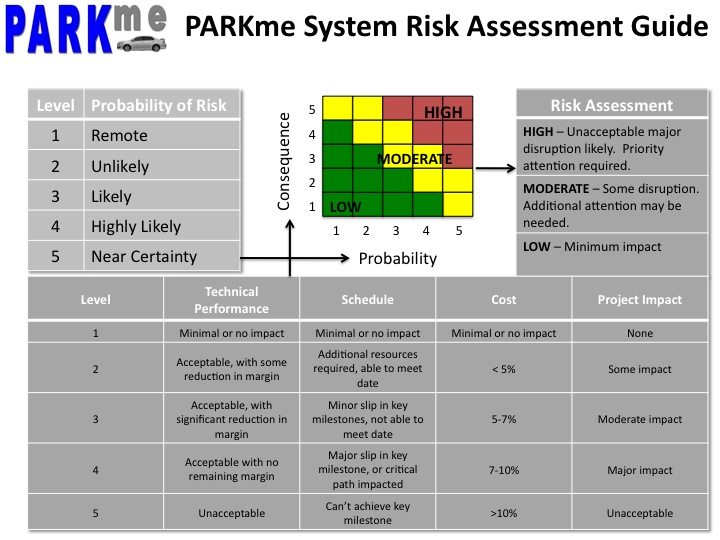 PARKme
PARKme System Risk Assessment Guide
Level Probability of Risk
1 Remote
2 Unlikely
3 Likely
4 Highly Likely
5 Near Certainty
Consequence
5
4
3
2
1
HIGH
MODERATE
LOW
1 2 3 4 5
Probability
Risk Assessment
HIGH – Unacceptable major
disruption likely. Priority
attention required.
MODERATE – Some disruption.
Additional attention may be
needed.
LOW – Minimum impact
Level Technical Performance Schedule Cost Project Impact
1 Minimal or no impact Minimal or no impact Minimal or no impact None
2 Acceptable, with some reduction in margin Additional resources required, able to meet date < 5% Some impact
3 Acceptable, with significant reduction in margin Minor slip in key milestones, not able to meet date 5-7% Moderate impact
4 Acceptable with no remaining margin Major slip in key milestone, or critical path impacted 7-10% Major impact
5 Unacceptable Can't achieve key milestone >10% Unacceptable